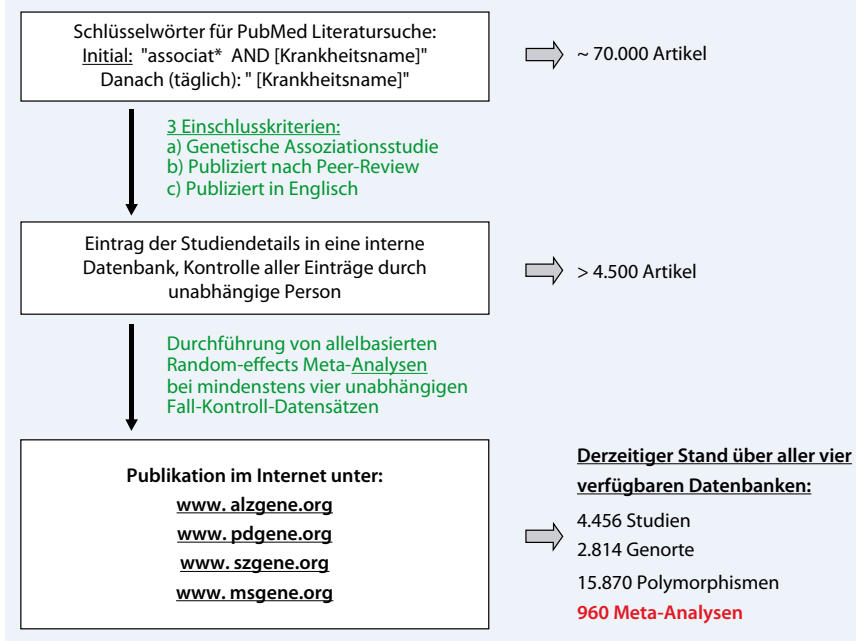 Schlüsselwörter für PubMed Literatursuche:
Initial: "associat* AND [Krankheitsname]"
Danach (täglich): " [Krankheitsname]"
~ 70.000 Artikel
3 Einschlusskriterien:
a) Genetische Assoziationsstudie
b) Publiziert nach Peer-Review
c) Publiziert in Englisch
Eintrag der Studiendetails in eine interne
Datenbank, Kontrolle aller Einträge durch
unabhängige Person
> 4.500 Artikel
Durchführung von allelbasierten
Random-effects Meta-Analysen
bei mindenstens vier unabhängigen
Fall-Kontroll-Datensätzen
Publikation im Internet unter:
www. alzgene.org
www. pdgene.org
www. szgene.org
www. msgene.org
Derzeitiger Stand über aller vier
verfügbaren Datenbanken:
4.456 Studien
2.814 Genorte
15.870 Polymorphismen
960 Meta-Analysen